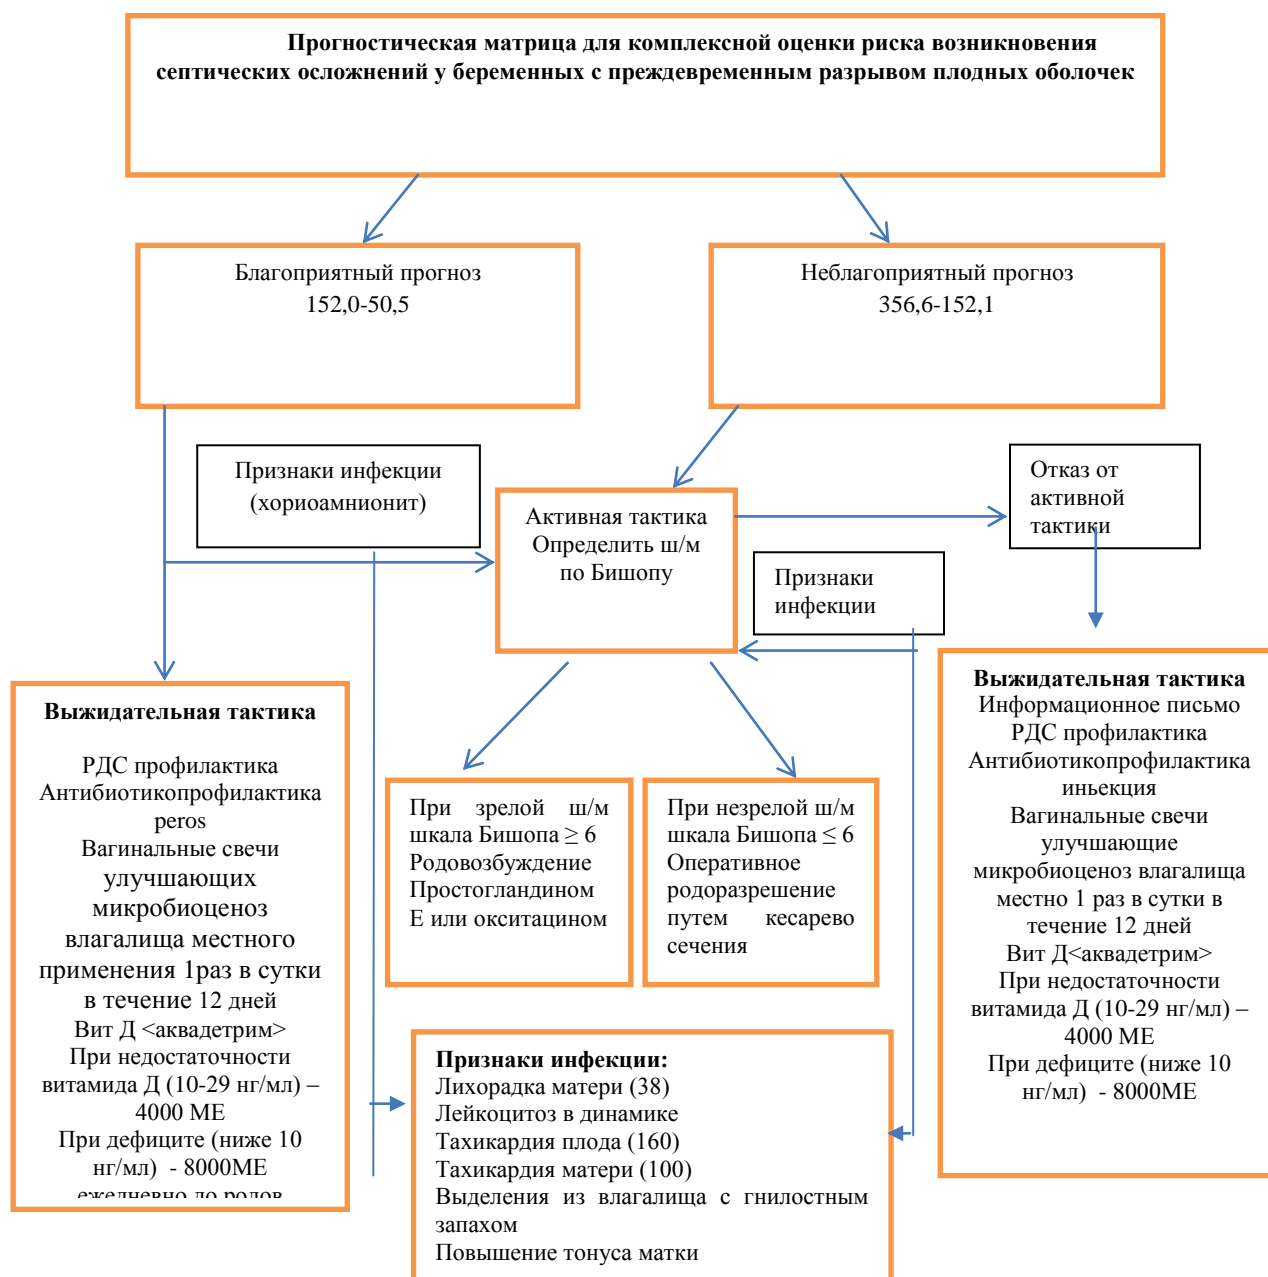 Прогностическая матрица для комплексной оценки риска возникновения
септических осложнений у беременных с преждевременным разрывом плодных оболочек
Благоприятный прогноз
152,0-50,5
Неблагоприятный прогноз
356,6-152,1
Признаки инфекции
(хориоамнионит)
Активная тактика
Определить ш/м
по Бишопу
Отказ от
активной
тактики
Признаки
инфекции
Выжидательная тактика
РДС профилактика
Антибиотикопрофилактика
peros
Вагинальные свечи
улучшающих
микробиоценоз
влагалища местного
применения 1раз в сутки
в течение 12 дней
Вит Д <аквадетрим>
При недостаточности
витамида Д (10-29 нг/мл) –
4000 МЕ
При дефиците (ниже 10
нг/мл) - 8000МЕ
ежедневно до родов
При зрелой ш/м
шкала Бишопа ≥ 6
Родовозбуждение
Простогландином
Е или окситацином
При незрелой ш/м
шкала Бишопа ≤ 6
Оперативное
родоразрешение
путем кесарево
сечения
Выжидательная тактика
Информационное письмо
РДС профилактика
Антибиотикопрофилактика
иньекция
Вагинальные свечи
улучшающие
микробиоценоз влагалища
местно 1 раз в сутки в
течение 12 дней
Вит Д<аквадетрим>
При недостаточности
витамида Д (10-29 нг/мл) –
4000 МЕ
При дефиците (ниже 10
нг/мл) - 8000МЕ
Признаки инфекции:
Лихорадка матери (38)
Лейкоцитоз в динамике
Тахикардия плода (160)
Тахикардия матери (100)
Выделения из влагалища с гнилостным
запахом
Повышение тонуса матки